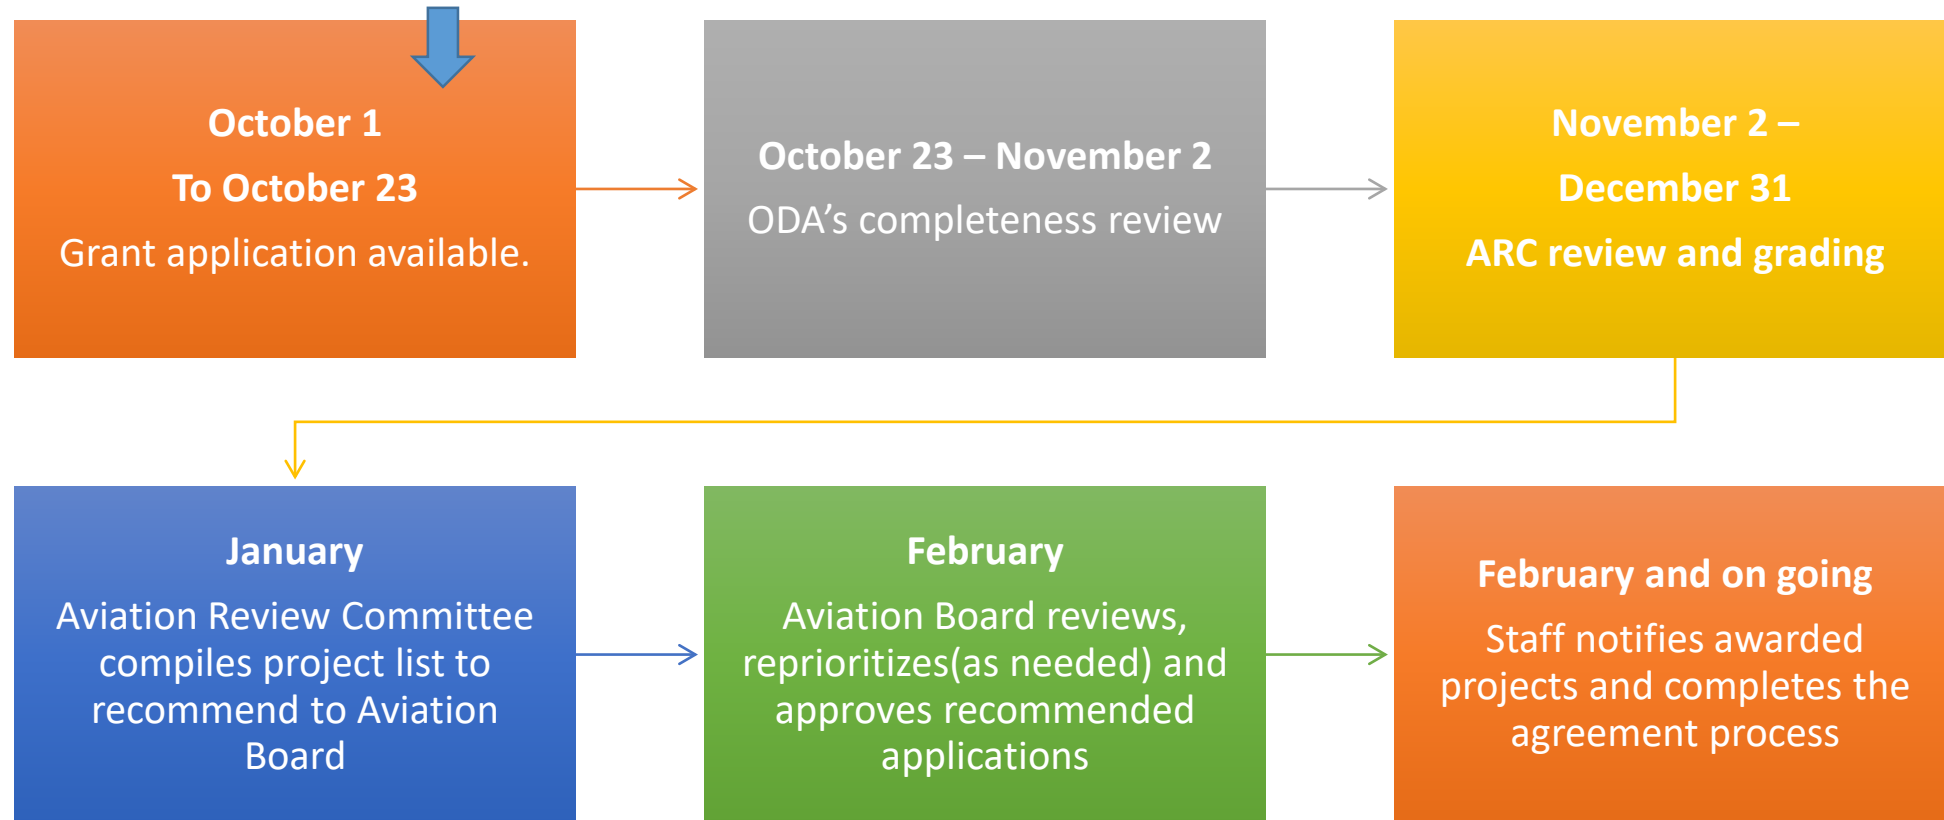 October 1
To October 23
Grant application available.
October 23 – November 2
ODA’s completeness review
November 2 –
December 31
ARC review and grading
January
Aviation Review Committee
compiles project list to
recommend to Aviation
Board
February
Aviation Board reviews,
reprioritizes(as needed) and
approves recommended
applications
February and on going
Staff notifies awarded
projects and completes the
agreement process